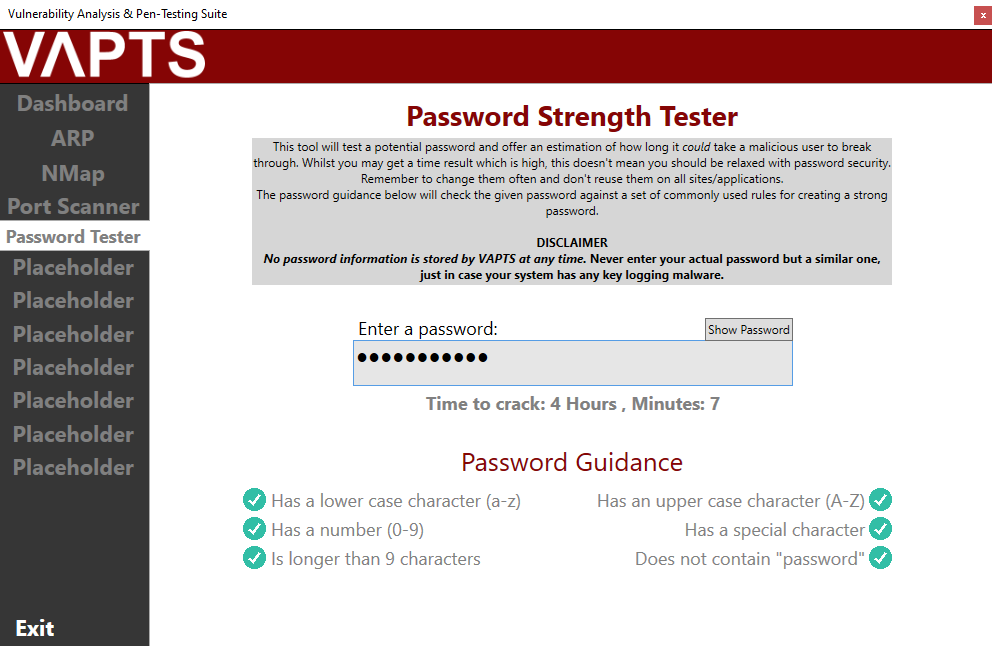 Vulnerability Analysis & Pen-Testing Suite
x
VAPTS
Dashboard
ARP
NMap
Port Scanner
Password Tester
Placeholder
Placeholder
Placeholder
Placeholder
Placeholder
Placeholder
Placeholder
Exit
Password Strength Tester
This tool will test a potential password and offer an estimation of how long it could take a malicious user to break
through. Whilst you may get a time result which is high, this doesn't mean you should be relaxed with password security.
Remember to change them often and don't reuse them on all sites/applications.
The password guidance below will check the given password against a set of commonly used rules for creating a strong
password.
DISCLAIMER
No password information is stored by VAPTS at any time. Never enter your actual password but a similar one,
just in case your system has any key logging malware.
Enter a password:
Show Password
●●●●●●●●●●●
Time to crack: 4 Hours , Minutes: 7
Password Guidance
Has a lower case character (a-z)
Has an upper case character (A-Z)
Has a number (0-9)
Has a special character
Is longer than 9 characters
Does not contain "password"